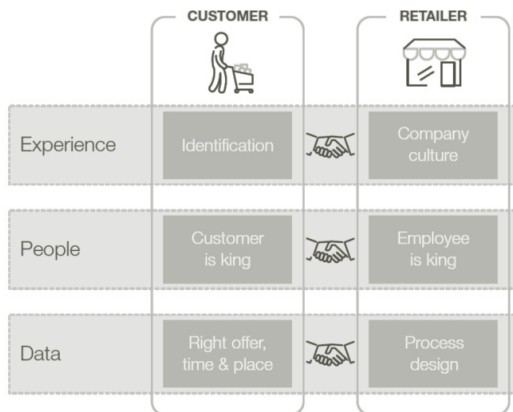 CUSTOMER
RETAILER
Experience
Identification
Company
culture
People
Customer
is king
Employee
is king
Data
Right offer,
time & place
Process
design